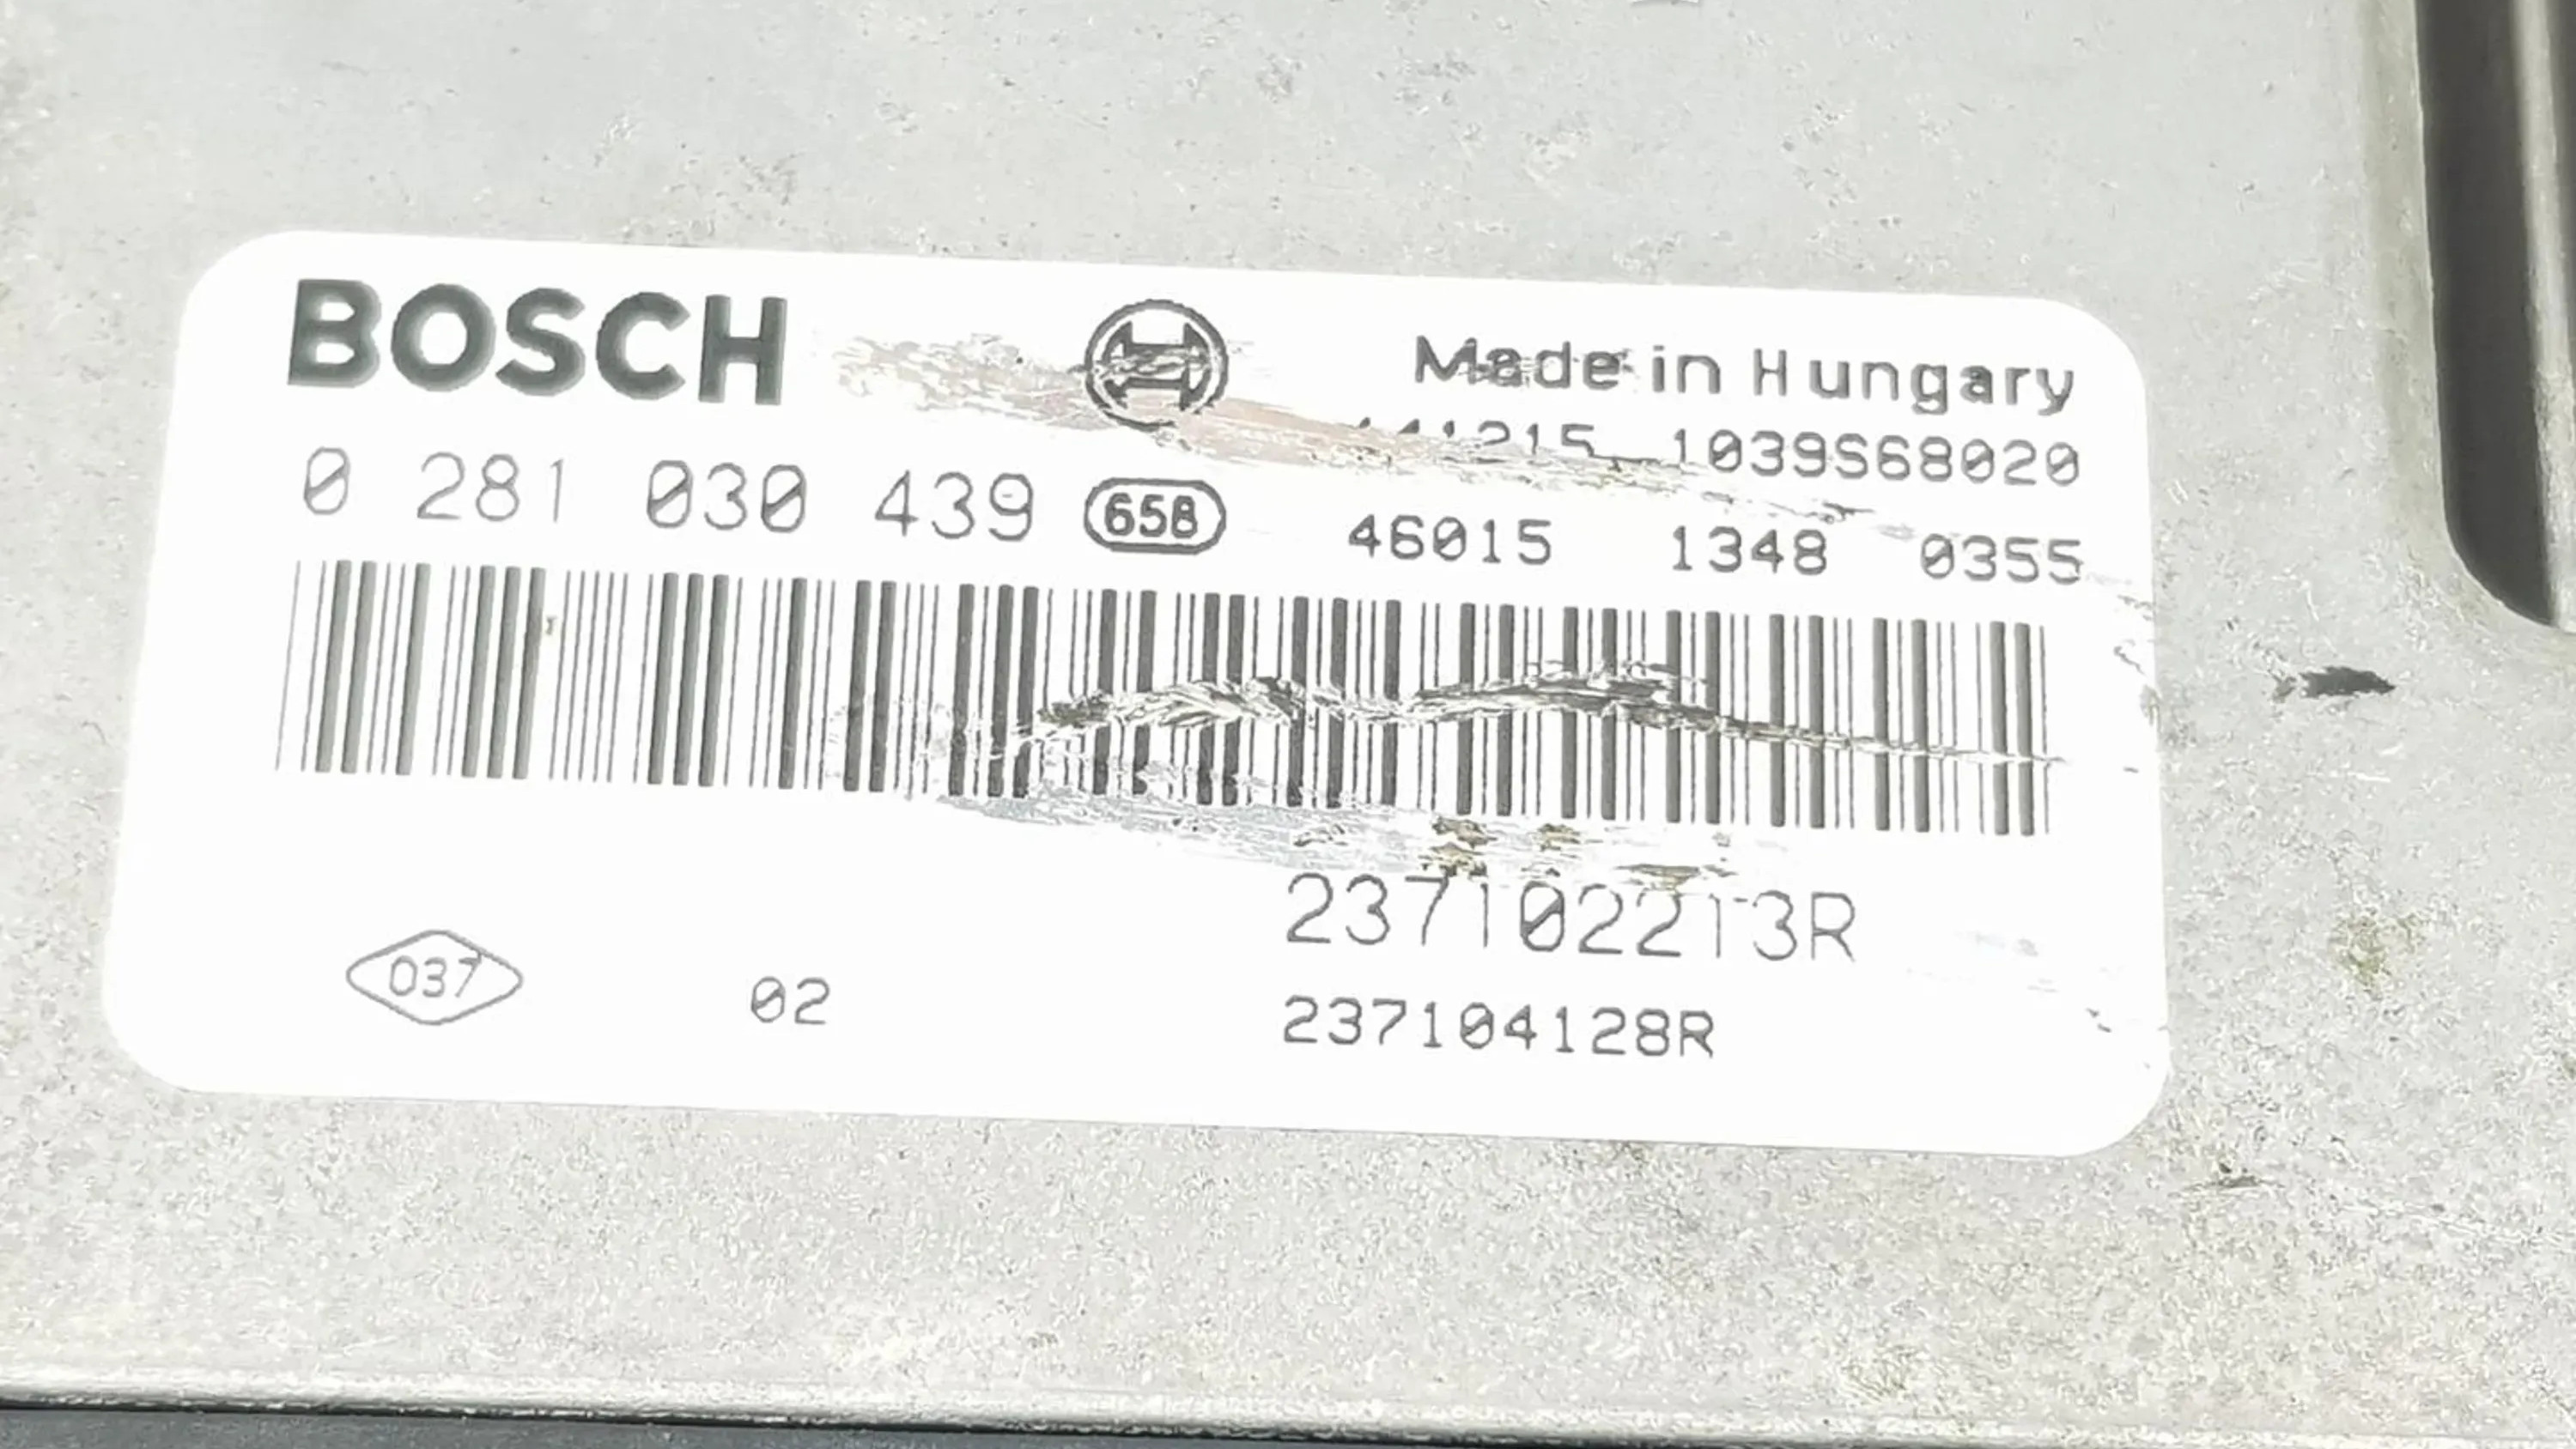 BOSCH
Made in Hungary
1039S68020
0 281 030 439 658 46015 1348 0355
237102213R
037 02 237104128R